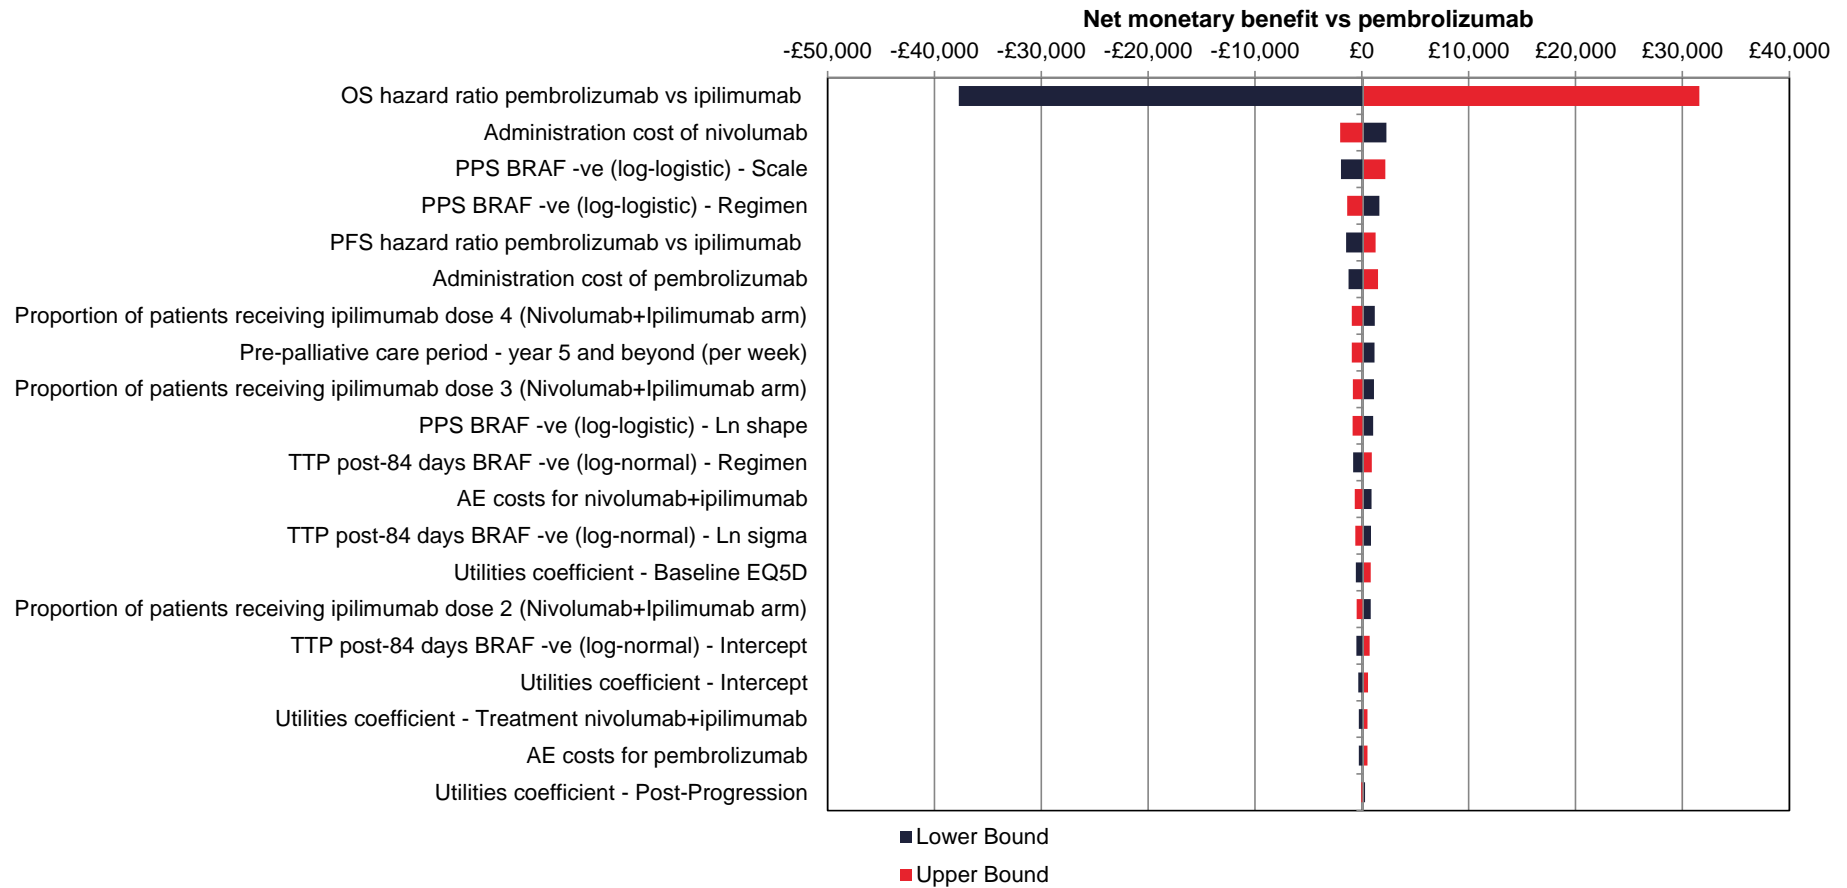 Net monetary benefit vs pembrolizumab
-£50,000 -£40,000 -£30,000 -£20,000 -£10,000 £0 £10,000 £20,000 £30,000 £40,000
OS hazard ratio pembrolizumab vs ipilimumab
Administration cost of nivolumab
PPS BRAF -ve (log-logistic) - Scale
PPS BRAF -ve (log-logistic) - Regimen
PFS hazard ratio pembrolizumab vs ipilimumab
Administration cost of pembrolizumab
Proportion of patients receiving ipilimumab dose 4 (Nivolumab+Ipilimumab arm)
Pre-palliative care period - year 5 and beyond (per week)
Proportion of patients receiving ipilimumab dose 3 (Nivolumab+Ipilimumab arm)
PPS BRAF -ve (log-logistic) - Ln shape
TTP post-84 days BRAF -ve (log-normal) - Regimen
AE costs for nivolumab+ipilimumab
TTP post-84 days BRAF -ve (log-normal) - Ln sigma
Utilities coefficient - Baseline EQ5D
Proportion of patients receiving ipilimumab dose 2 (Nivolumab+Ipilimumab arm)
TTP post-84 days BRAF -ve (log-normal) - Intercept
Utilities coefficient - Intercept
Utilities coefficient - Treatment nivolumab+ipilimumab
AE costs for pembrolizumab
Utilities coefficient - Post-Progression
Lower Bound
Upper Bound